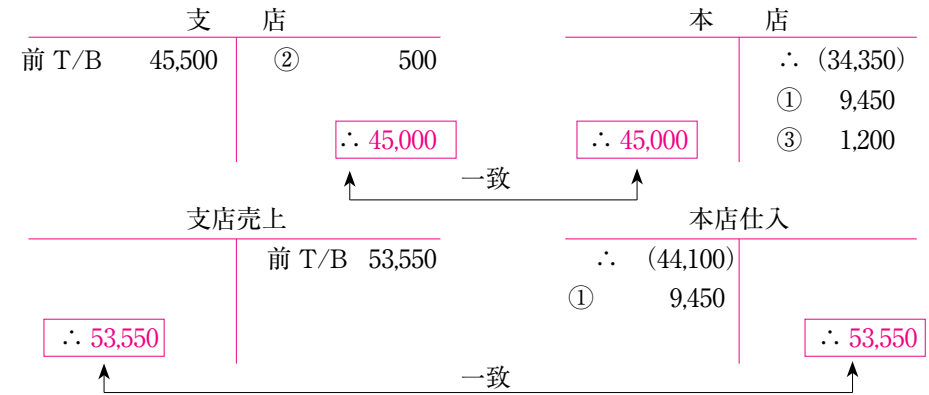 支 店
前 T/B 45,500 ② 500
∴ 45,000
本 店
∴ (34,350)
① 9,450
∴ 45,000 ③ 1,200
一致
支店売上
前 T/B 53,550
∴ 53,550
本店仕入
∴ (44,100)
① 9,450
∴ 53,550
一致